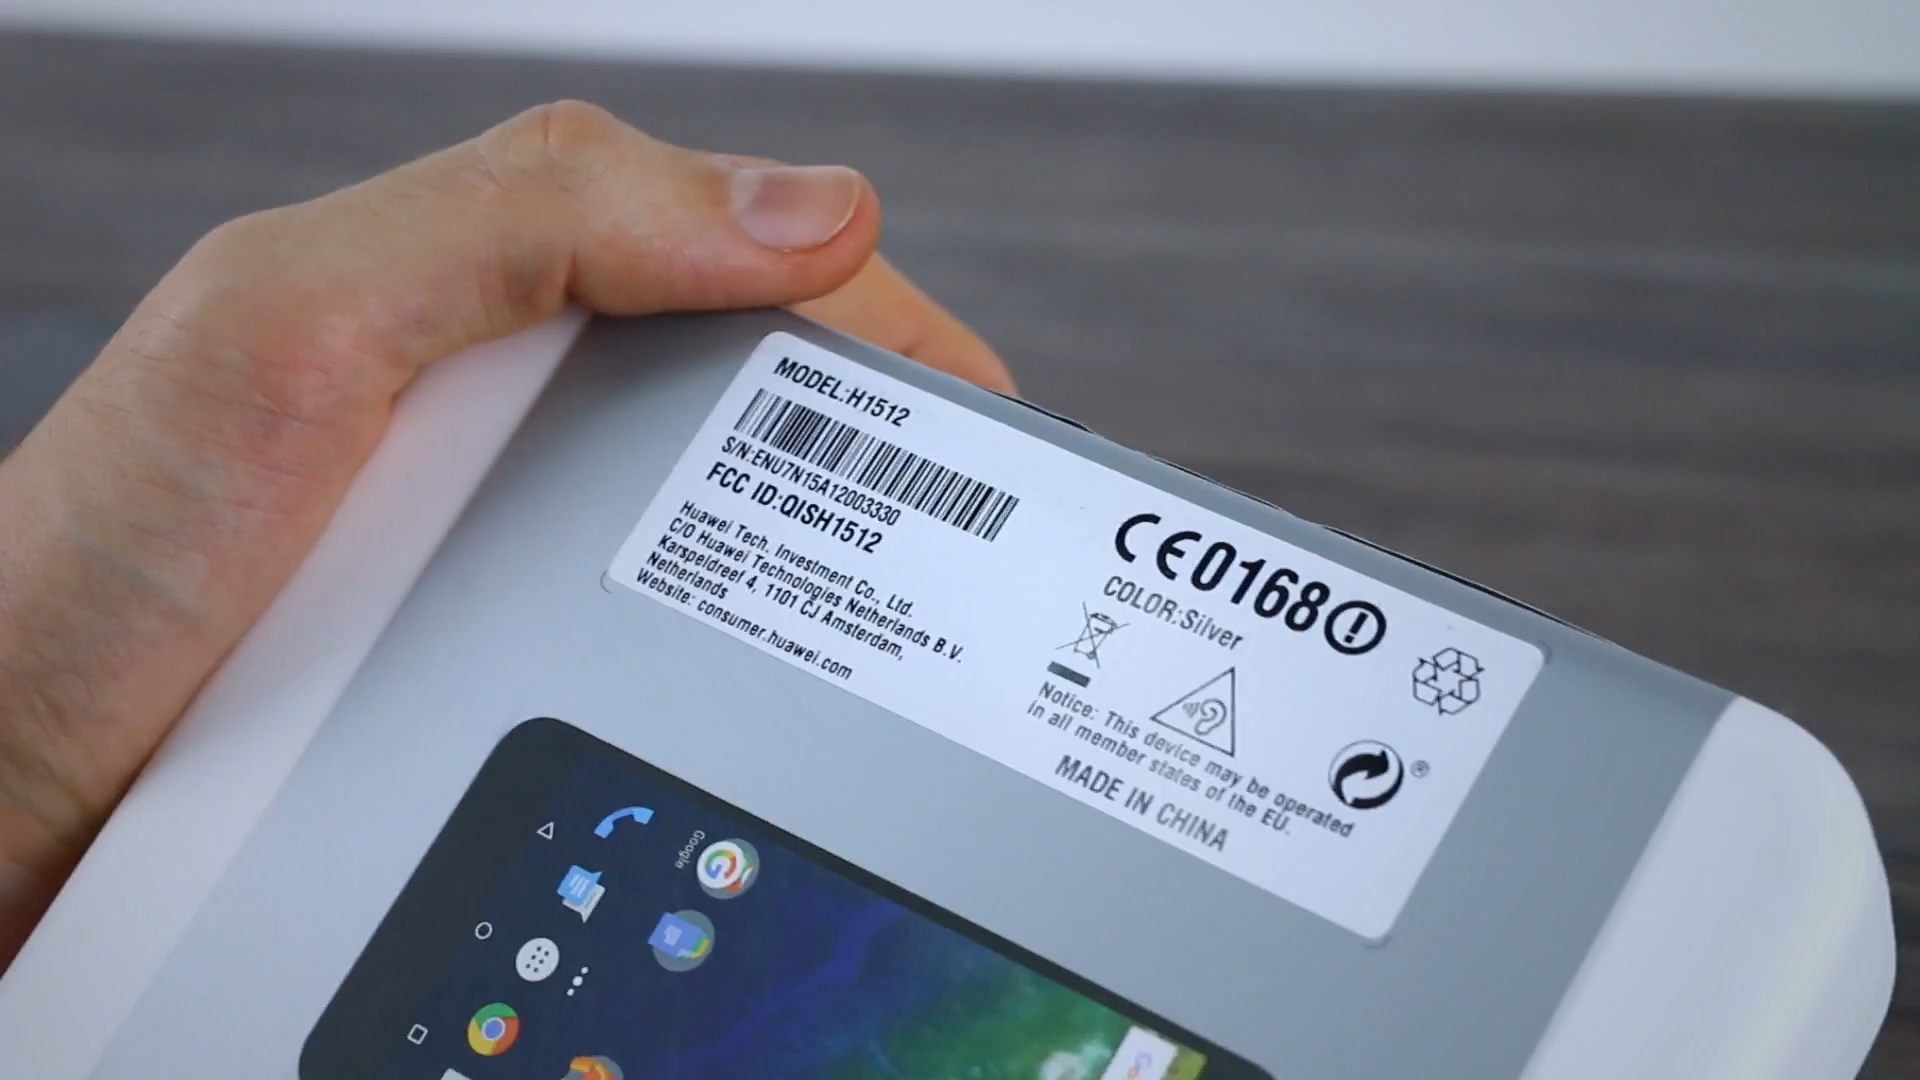 MODEL:H1512
S/N:ENU7N15A12003330
FCC ID:QISH1512
Huawei Tech. Investment Co., Ltd.
C/O Huawei Technologies Netherlands B.V.
Karspeldreef 4, 1101 CJ Amsterdam,
Netherlands
Website: consumer.huawei.com
CE0168
COLOR:Silver
Notice: This device may be operated
in all member states of the EU.
MADE IN CHINA
Google